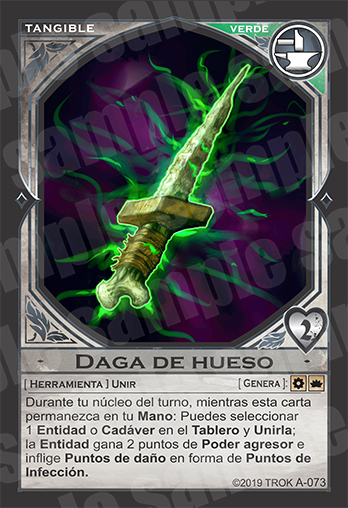 TANGIBLE
VERDE
2
DAGA DE HUESO
[ HERRAMIENTA ] UNIR [ GENERA ]:
Durante tu núcleo del turno, mientras esta carta
permanezca en tu Mano: Puedes seleccionar
1 Entidad o Cadáver en el Tablero y Unirla;
la Entidad gana 2 puntos de Poder agresor e
inflige Puntos de daño en forma de Puntos de
Infección.
©2019 TROK A-073
Sample